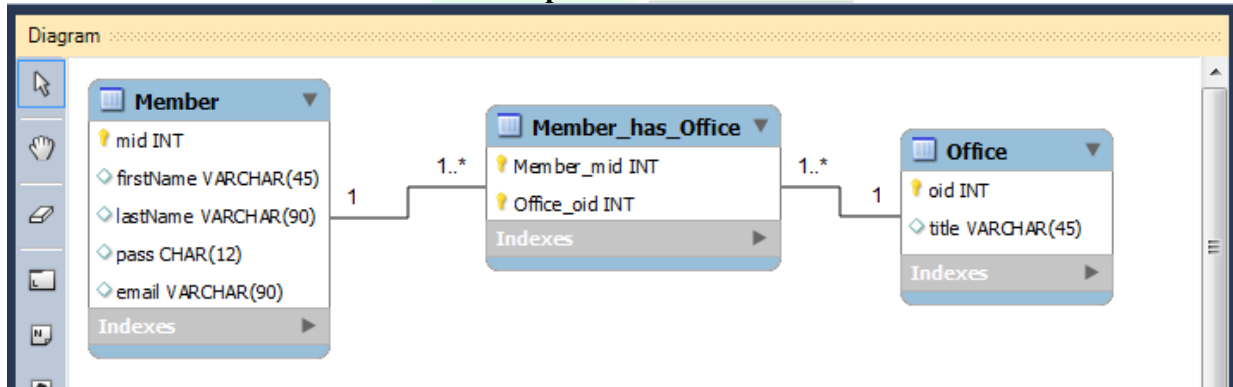 Diagram
Member
mid INT
firstName VARCHAR(45)
lastName VARCHAR(90)
pass CHAR(12)
email VARCHAR(90)
Indexes
1
1..*
Member_has_Office
Member_mid INT
Office_oid INT
Indexes
1..*
1
Office
oid INT
title VARCHAR(45)
Indexes
L
N